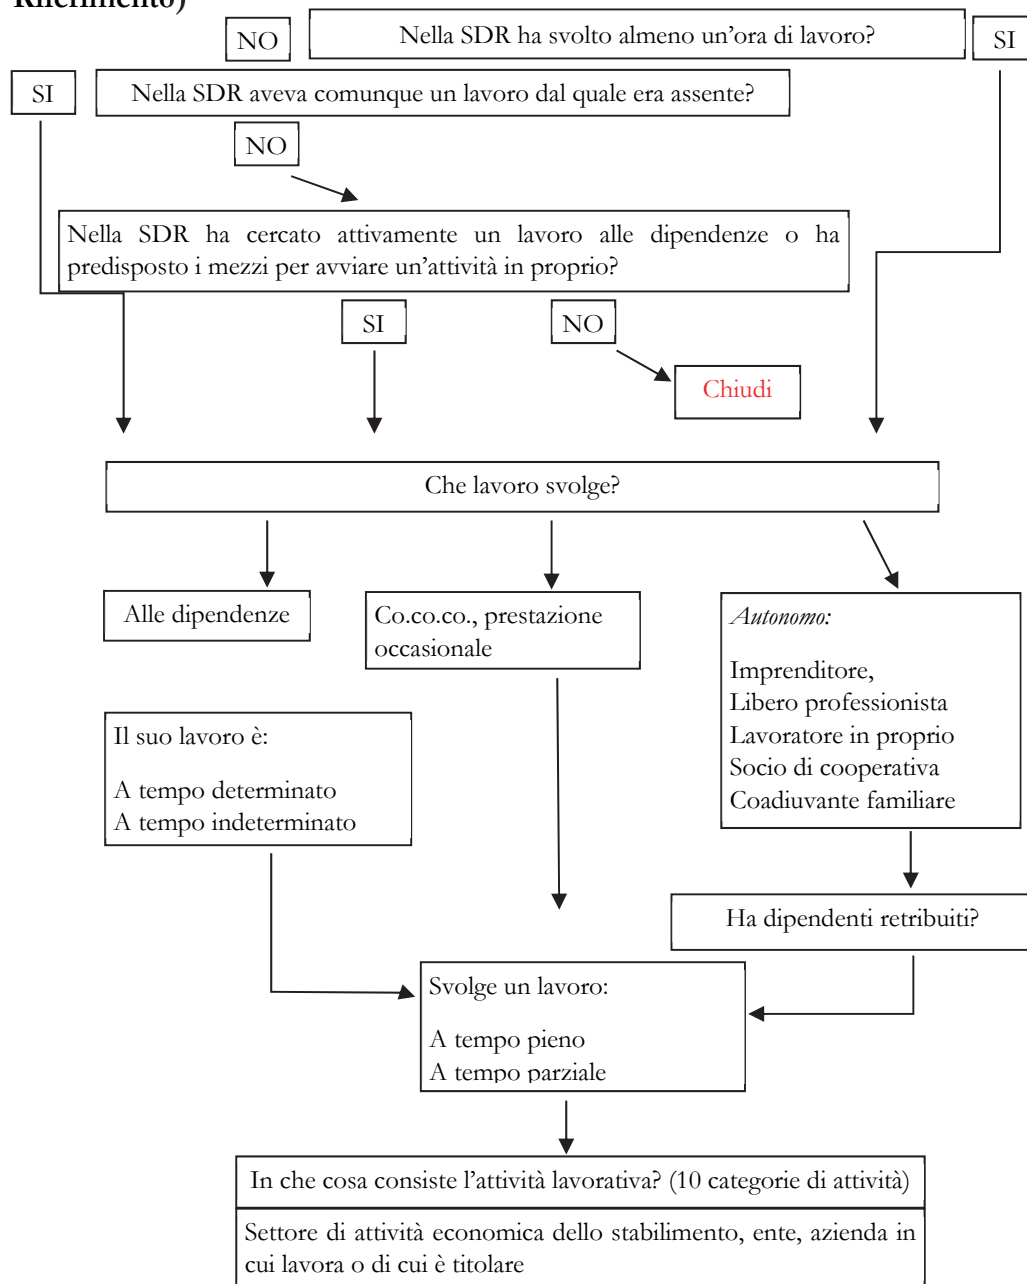 Riferimento)
NO
Nella SDR ha svolto almeno un'ora di lavoro?
SI
SI
Nella SDR aveva comunque un lavoro dal quale era assente?
NO
Nella SDR ha cercato attivamente un lavoro alle dipendenze o ha
predisposto i mezzi per avviare un'attività in proprio?
SI
NO
Chiudi
Che lavoro svolge?
Alle dipendenze
Co.co.co., prestazione
occasionale
Autonomo:
Imprenditore,
Libero professionista
Lavoratore in proprio
Socio di cooperativa
Coadiuvante familiare
Il suo lavoro è:
A tempo determinato
A tempo indeterminato
Ha dipendenti retribuiti?
Svolge un lavoro:
A tempo pieno
A tempo parziale
In che cosa consiste l'attività lavorativa? (10 categorie di attività)
Settore di attività economica dello stabilimento, ente, azienda in
cui lavora o di cui è titolare